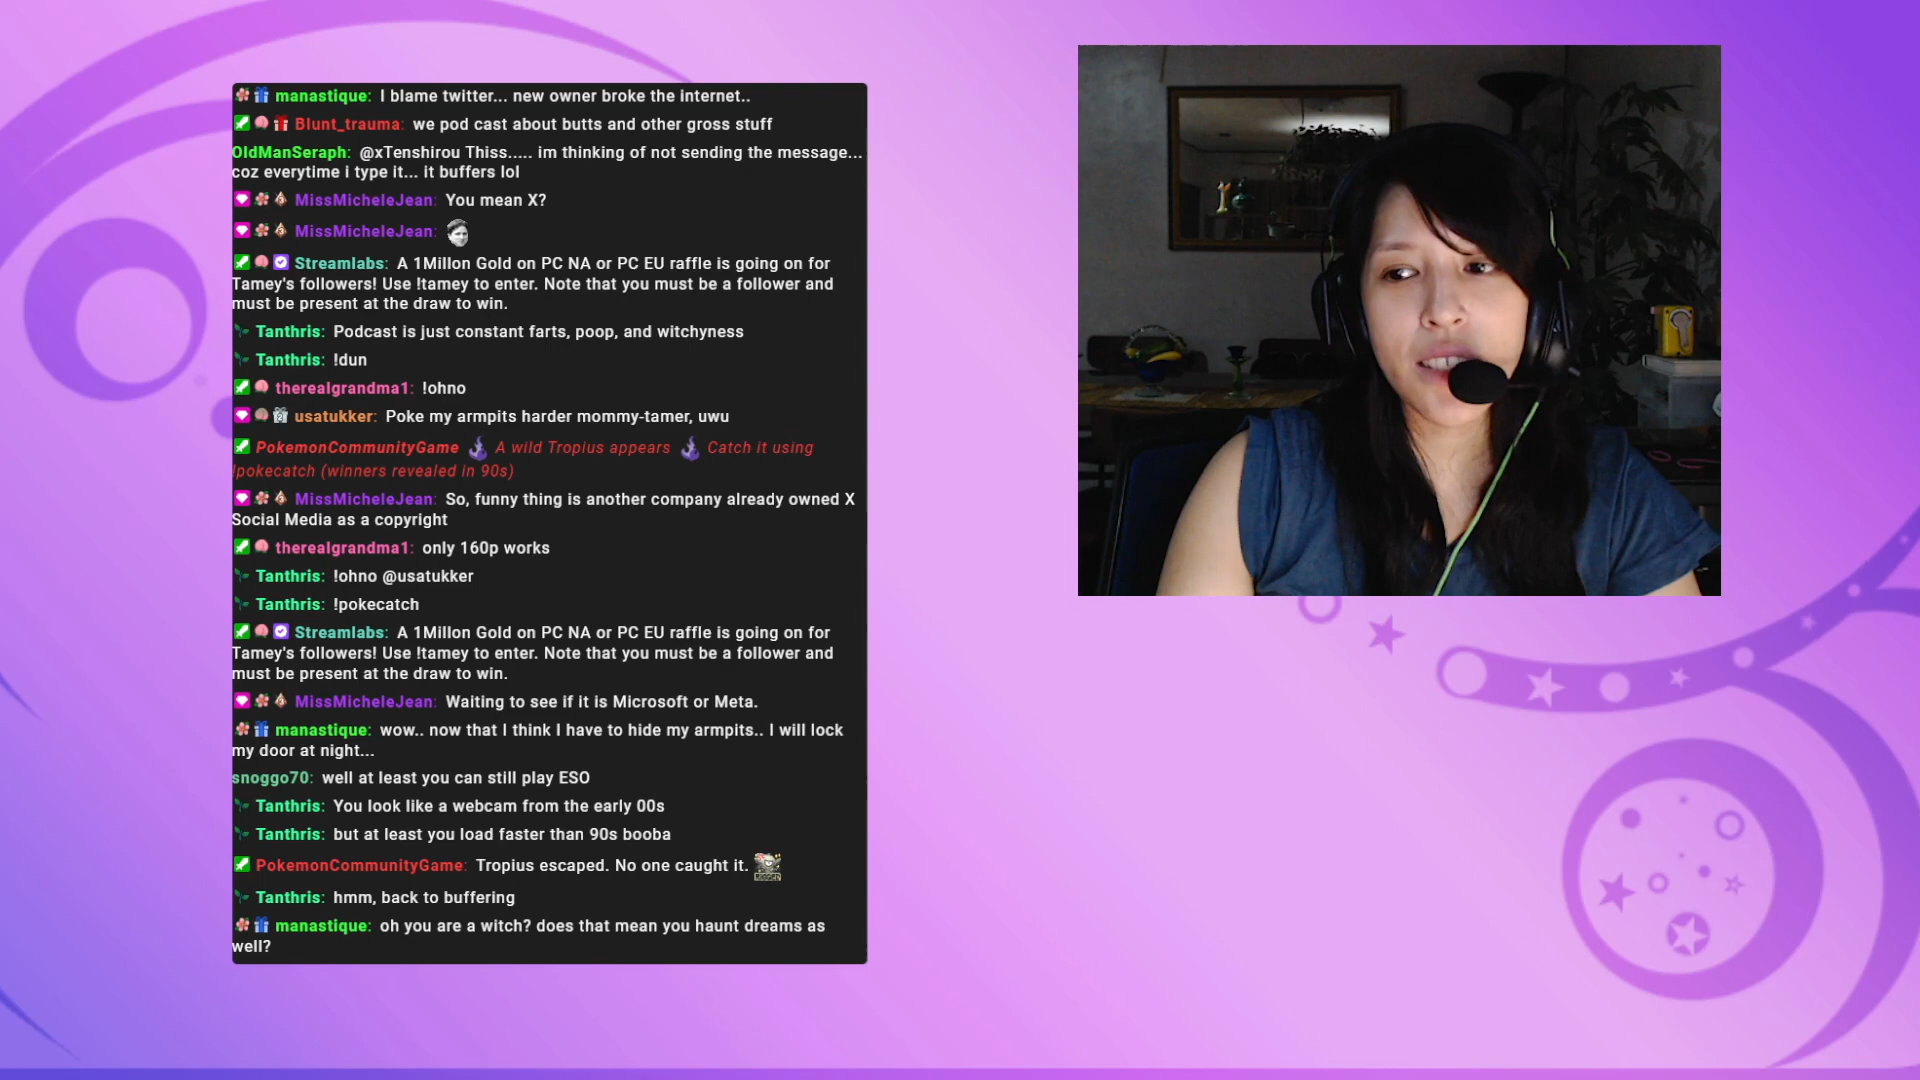 manastique: I blame twitter... new owner broke the internet..
Blunt_trauma: we pod cast about butts and other gross stuff
OldManSeraph: @xTenshirou Thiss..... im thinking of not sending the message...
coz everytime i type it... it buffers lol
MissMicheleJean: You mean X?
MissMicheleJean:
Streamlabs: A 1Millon Gold on PC NA or PC EU raffle is going on for
Tamey's followers! Use !tamey to enter. Note that you must be a follower and
must be present at the draw to win.
Tanthris: Podcast is just constant farts, poop, and witchyness
Tanthris: !dun
therealgrandma1: !ohno
usatukker: Poke my armpits harder mommy-tamer, uwu
PokemonCommunityGame A wild Tropius appears Catch it using
!pokecatch (winners revealed in 90s)
MissMicheleJean: So, funny thing is another company already owned X
Social Media as a copyright
therealgrandma1: only 160p works
Tanthris: !ohno @usatukker
Tanthris: !pokecatch
Streamlabs: A 1Millon Gold on PC NA or PC EU raffle is going on for
Tamey's followers! Use !tamey to enter. Note that you must be a follower and
must be present at the draw to win.
MissMicheleJean: Waiting to see if it is Microsoft or Meta.
manastique: wow.. now that I think I have to hide my armpits.. I will lock
my door at night...
snoggo70: well at least you can still play ESO
Tanthris: You look like a webcam from the early 00s
Tanthris: but at least you load faster than 90s booba
PokemonCommunityGame: Tropius escaped. No one caught it.
Tanthris: hmm, back to buffering
manastique: oh you are a witch? does that mean you haunt dreams as
well?